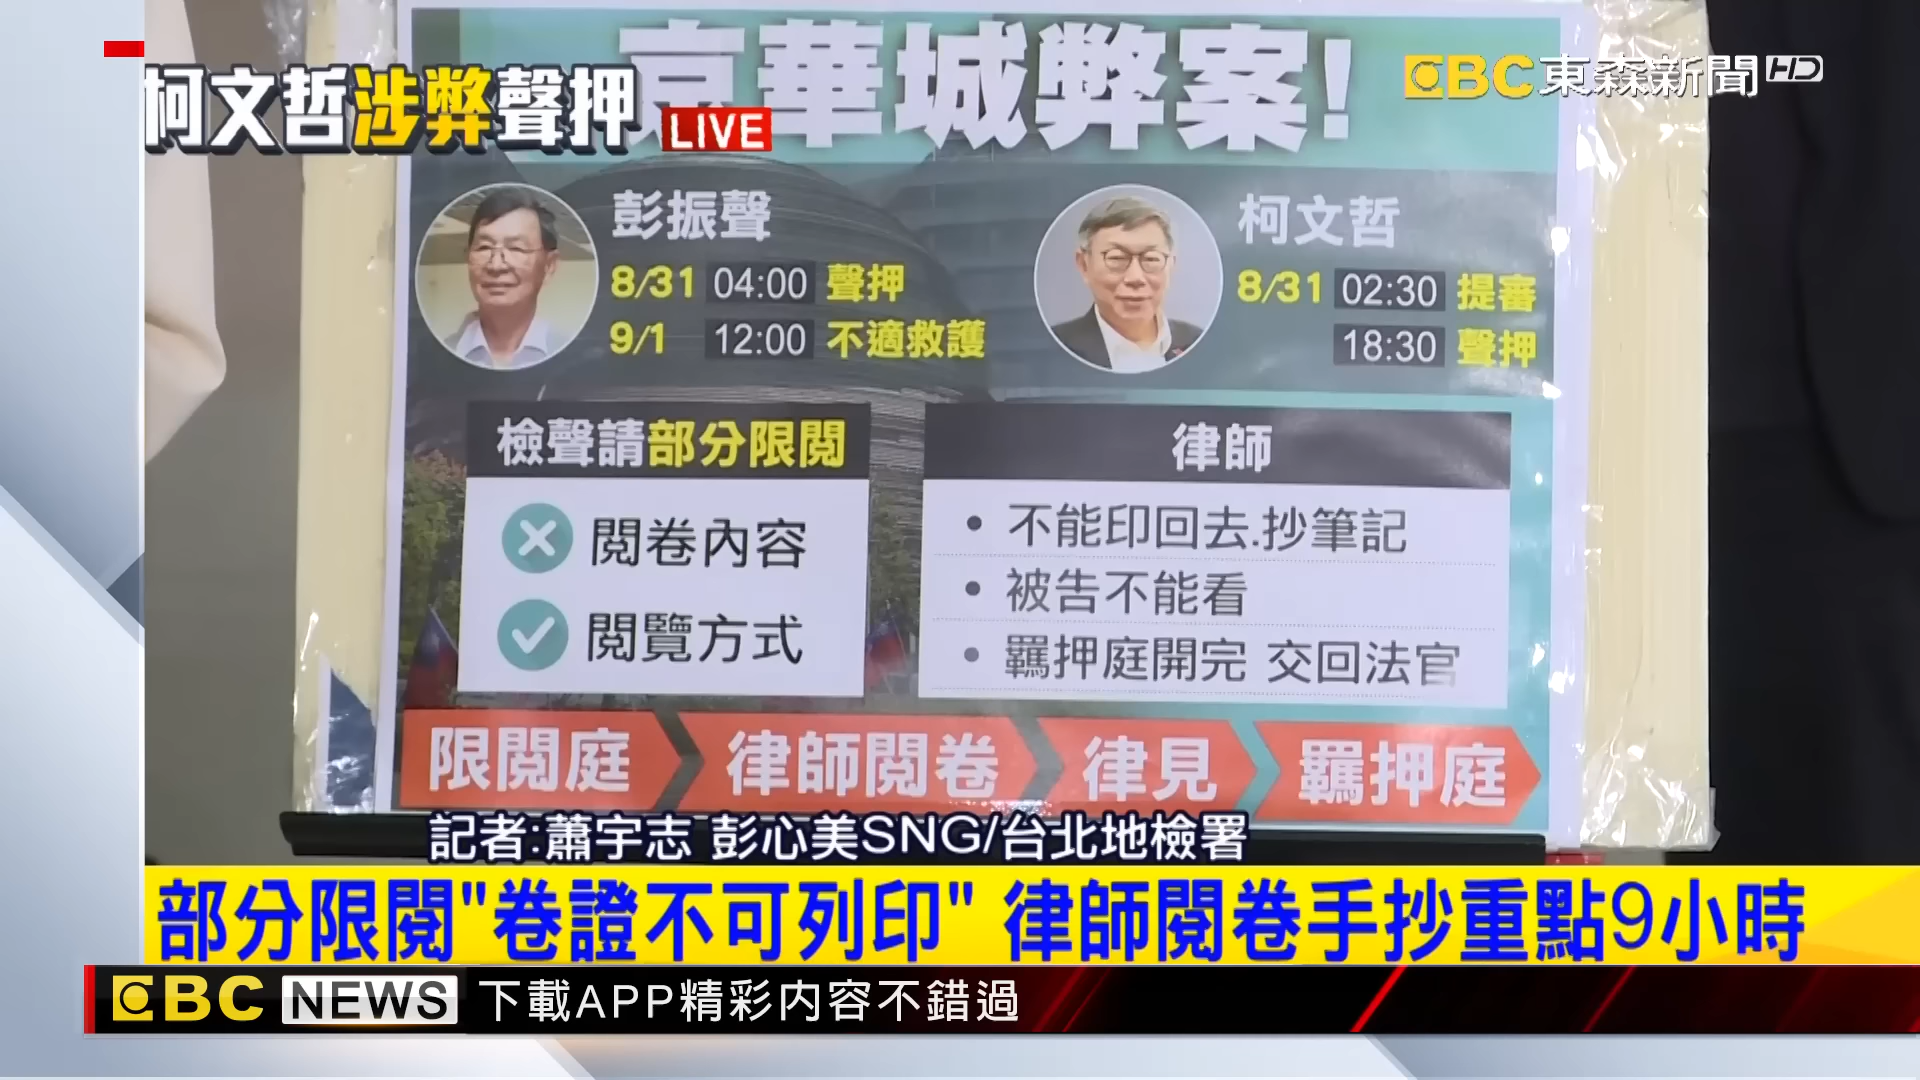 京華城弊案!
EBC東森新聞HD
柯文哲涉弊聲押
LIVE
彭振聲
8/31 04:00 聲押
9/1 12:00 不適救護
柯文哲
8/31 02:30 提審
18:30 聲押
檢聲請部分限閱
閱卷內容
閱覽方式
律師
• 不能印回去.抄筆記
• 被告不能看
• 羈押庭開完 交回法官
限閱庭
律師閱卷
律見
羈押庭
記者:蕭宇志 彭心美SNG/台北地檢署
部分限閱"卷證不可列印" 律師閱卷手抄重點9小時
EBC NEWS 下載APP精彩內容不錯過